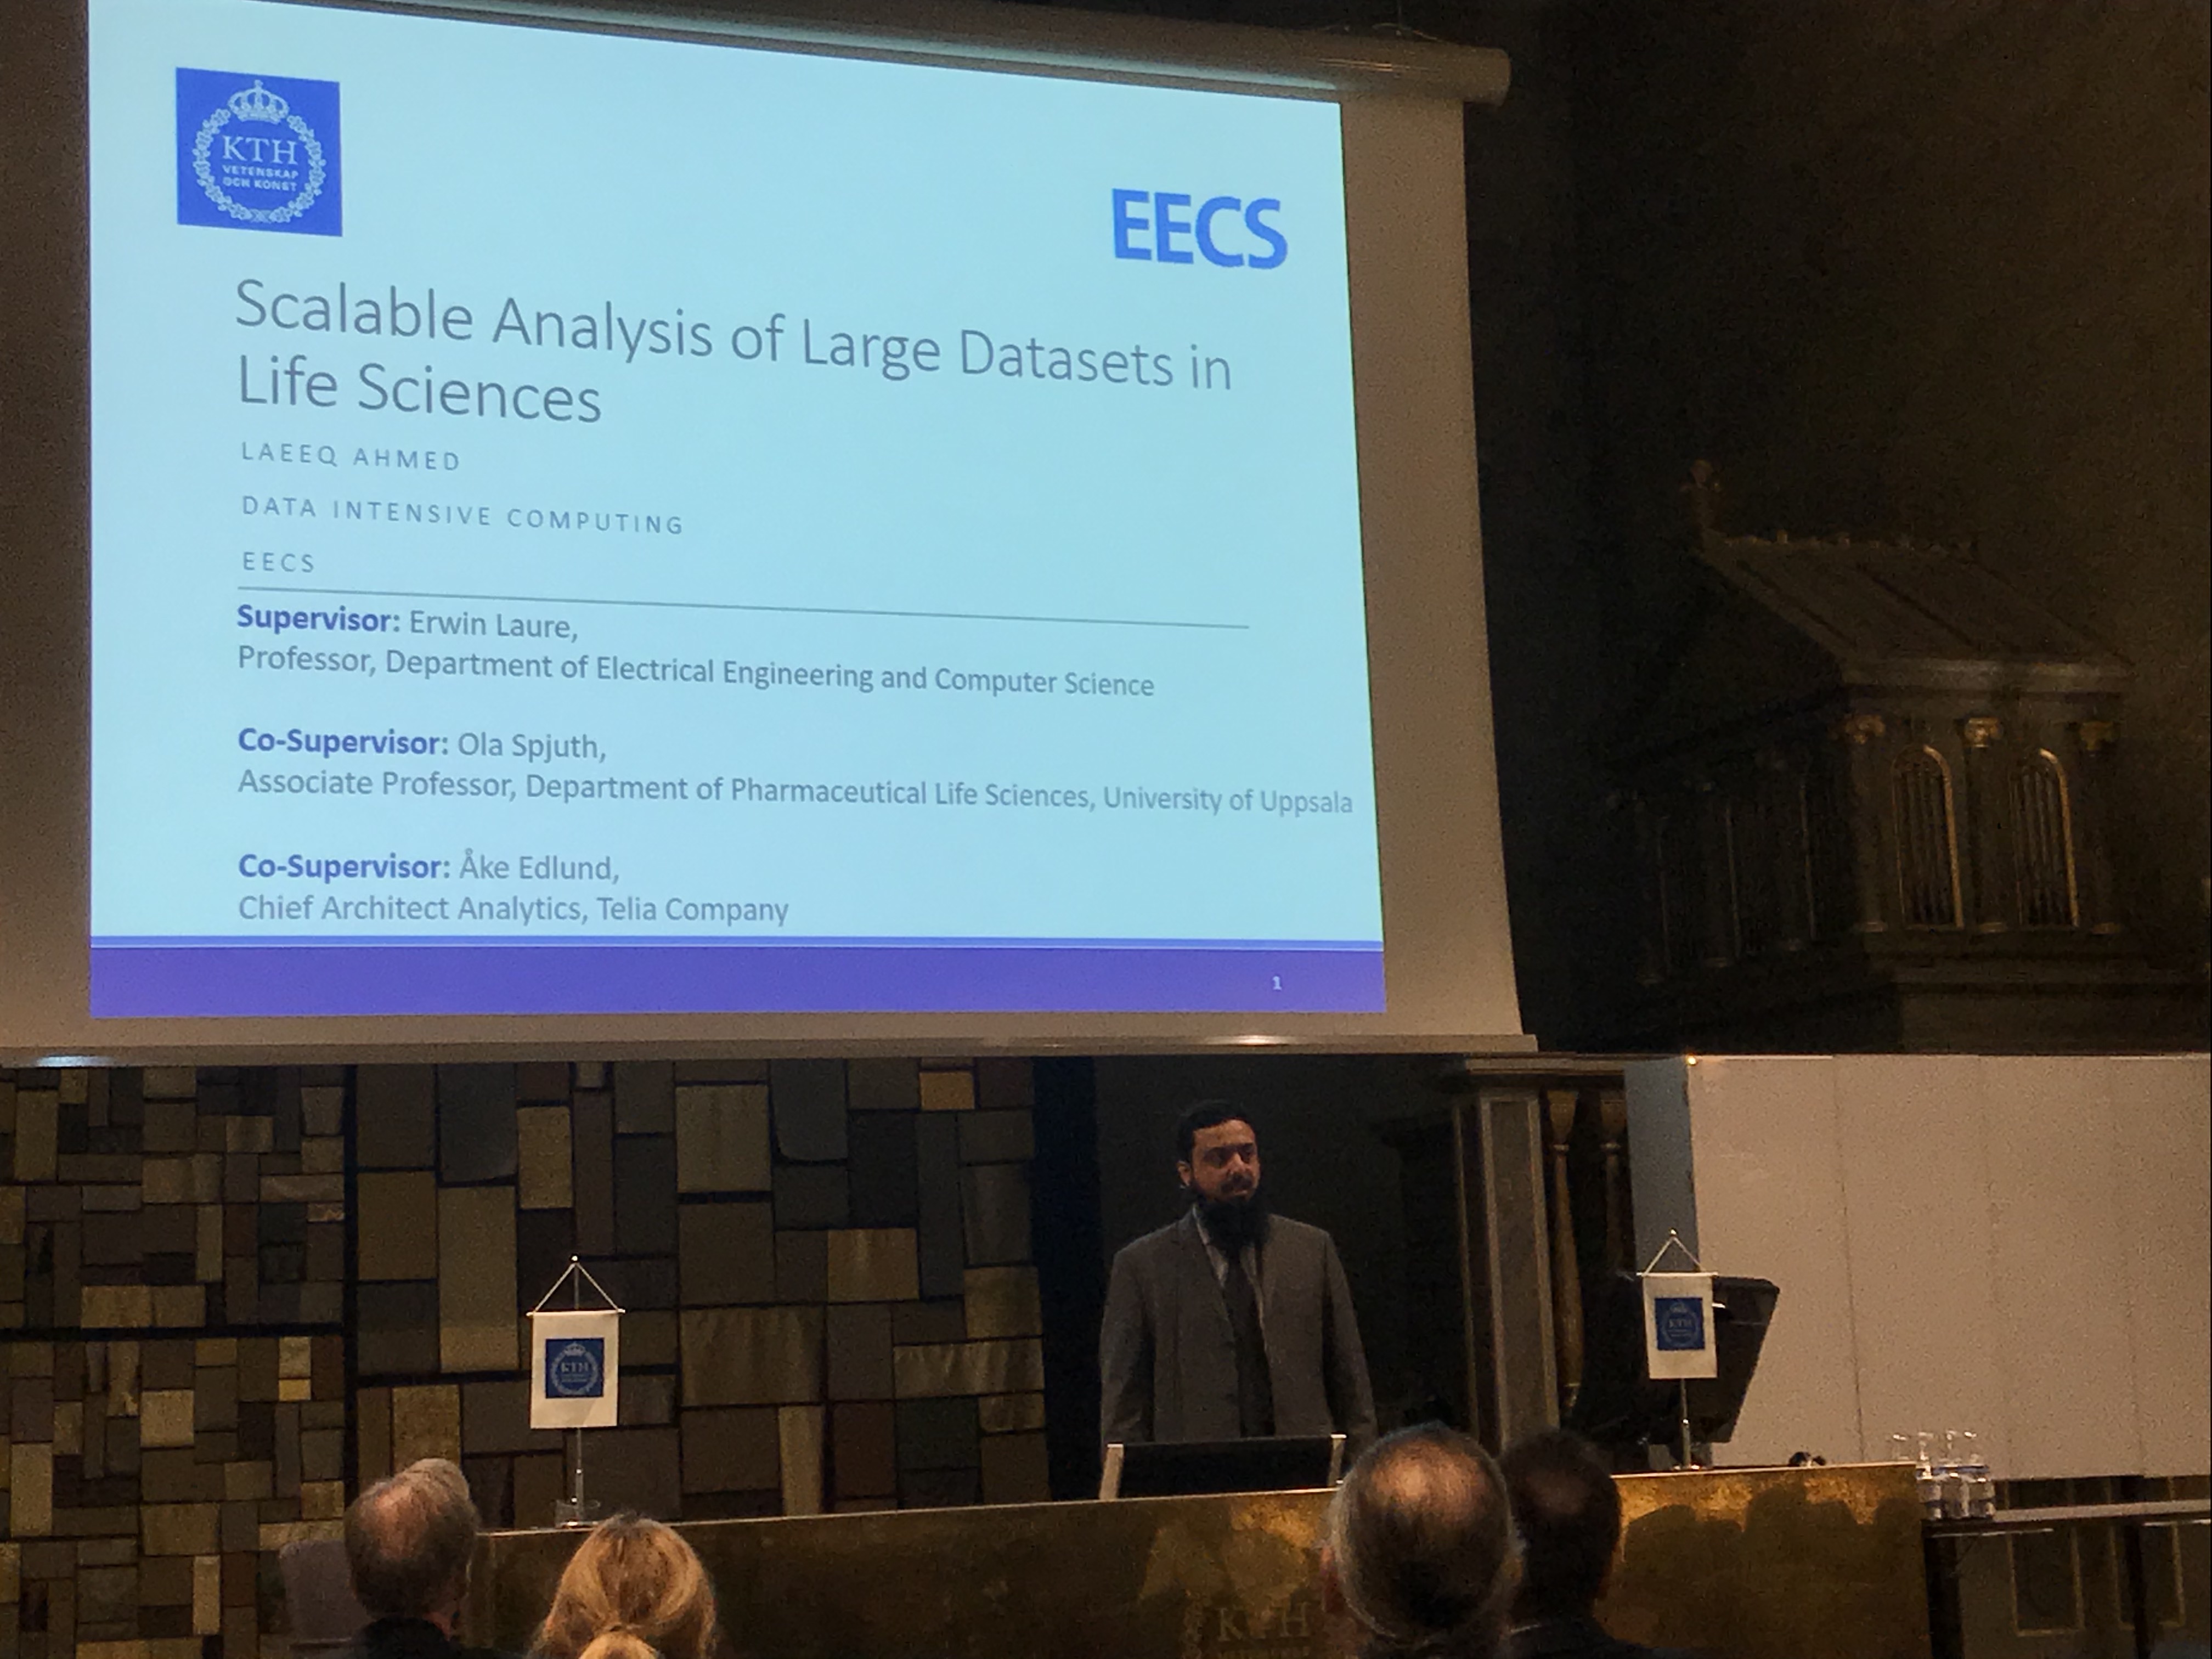 KTH
VETENSKAP
OCH KONST
EECS
Scalable Analysis of Large Datasets in
Life Sciences
LAEEQ AHMED
DATA INTENSIVE COMPUTING
EECS
Supervisor: Erwin Laure,
Professor, Department of Electrical Engineering and Computer Science
Co-Supervisor: Ola Spjuth,
Associate Professor, Department of Pharmaceutical Life Sciences, University of Uppsala
Co-Supervisor: Åke Edlund,
Chief Architect Analytics, Telia Company
1
KTH
KTH
KTH